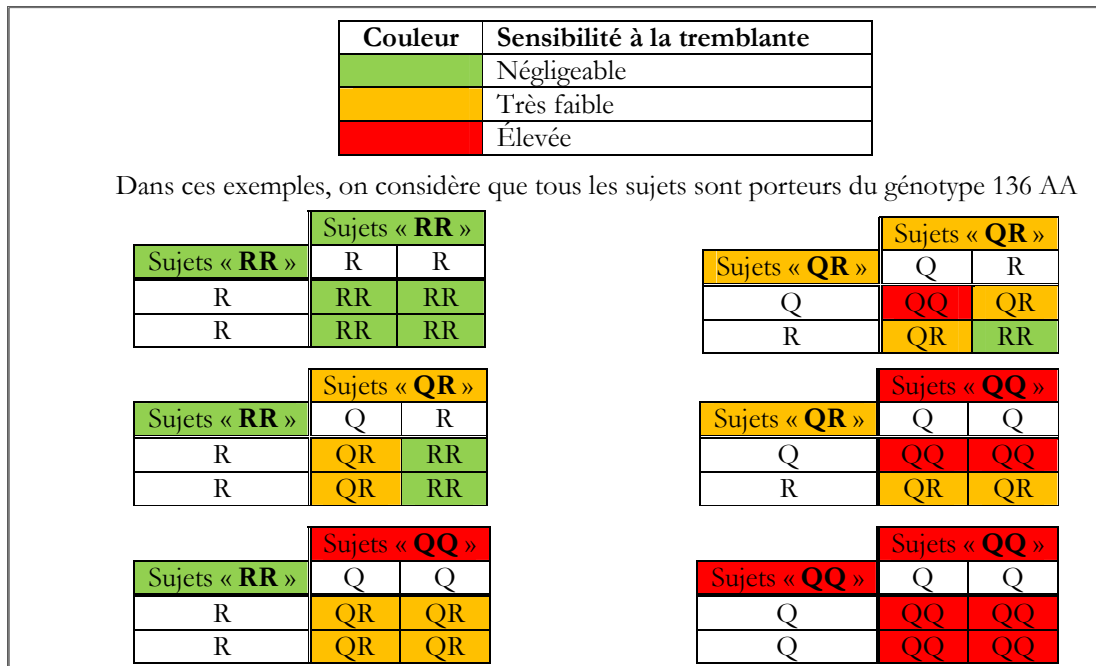 Couleur Sensibilité à la tremblante
Négligeable
Très faible
Élevée
Dans ces exemples, on considère que tous les sujets sont porteurs du génotype 136 AA
Sujets « RR »
Sujets « RR » R R
R RR RR
R RR RR
Sujets « QR »
Sujets « QR » Q R
Q QQ QR
R QR RR
Sujets « QR »
Sujets « RR » Q R
R QR RR
R QR RR
Sujets « QQ »
Sujets « QR » Q Q
Q QQ QQ
R QR QR
Sujets « QQ »
Sujets « RR » Q Q
R QR QR
R QR QR
Sujets « QQ »
Sujets « QQ » Q Q
Q QQ QQ
Q QQ QQ